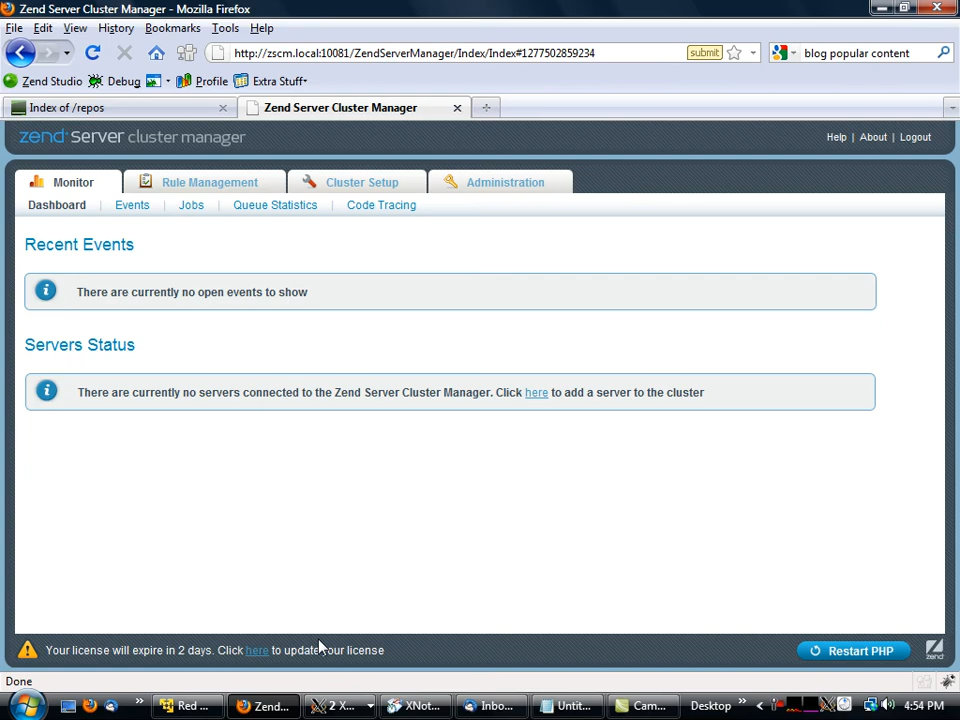 Zend Server Cluster Manager - Mozilla Firefox
File Edit View History Bookmarks Tools Help
http://zscm.local:10081/ZendServerManager/Index/Index#1277502859234 submit blog popular content
Zend Studio Debug Profile Extra Stuff*
Index of /repos Zend Server Cluster Manager
zend server cluster manager Help | About | Logout
Monitor Rule Management Cluster Setup Administration
Dashboard | Events | Jobs | Queue Statistics | Code Tracing
Recent Events
There are currently no open events to show
Servers Status
There are currently no servers connected to the Zend Server Cluster Manager. Click here to add a server to the cluster
Your license will expire in 2 days. Click here to update your license Restart PHP
zend
Done
Red ... Zend... 2 X... XNot... Inbo... Untit... Cam... Desktop 4:54 PM